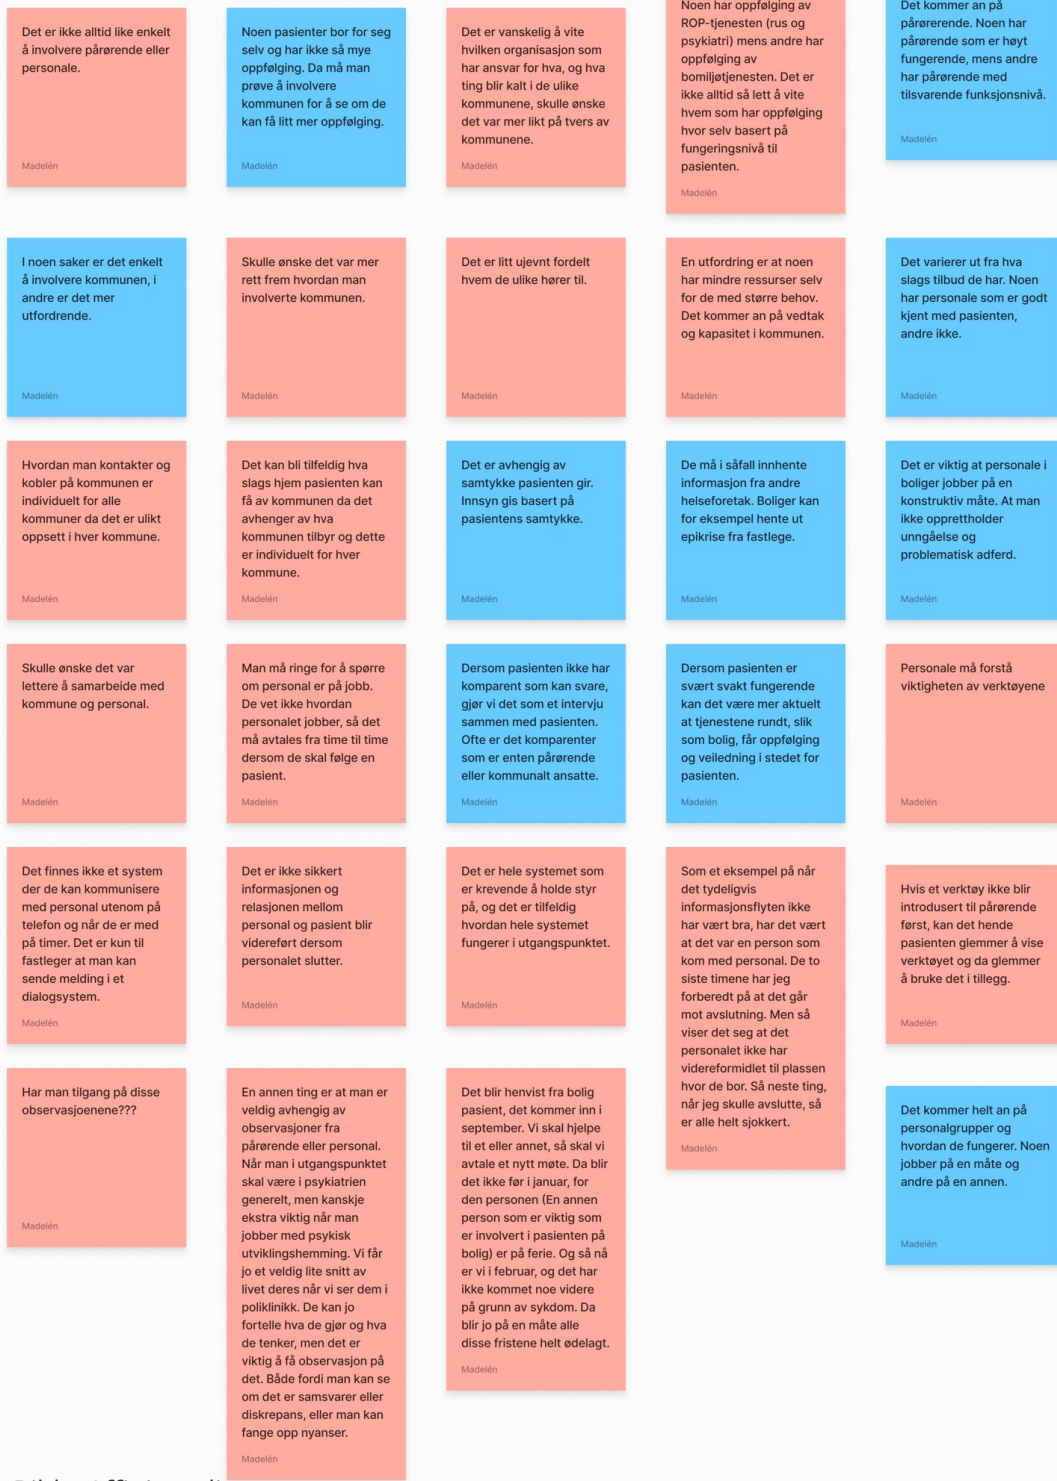 Det er ikke alltid like enkelt
å involvere pårørende eller
personale.
Madelén
Noen pasienter bor for seg
selv og har ikke så mye
oppfølging. Da må man
prøve å involvere
kommunen for å se om de
kan få litt mer oppfølging.
Madelén
Det er vanskelig å vite
hvilken organisasjon som
har ansvar for hva, og hva
ting blir kalt i de ulike
kommunene, skulle ønske
det var mer likt på tvers av
kommunene.
Madelén
Noen har oppfølging av
ROP-tjenesten (rus og
psykiatri) mens andre har
oppfølging av
bomiljøtjenesten. Det er
ikke alltid så lett å vite
hvem som har oppfølging
hvor selv basert på
fungeringsnivå til
pasienten.
Madelén
Det kommer an på
pårørerende. Noen har
pårørende som er høyt
fungerende, mens andre
har pårørende med
tilsvarende funksjonsnivå.
Madelén
I noen saker er det enkelt
å involvere kommunen, i
andre er det mer
utfordrende.
Madelén
Skulle ønske det var mer
rett frem hvordan man
involverte kommunen.
Madelén
Det er litt ujevnt fordelt
hvem de ulike hører til.
Madelén
En utfordring er at noen
har mindre ressurser selv
for de med større behov.
Det kommer an på vedtak
og kapasitet i kommunen.
Madelén
Det varierer ut fra hva
slags tilbud de har. Noen
har personale som er godt
kjent med pasienten,
andre ikke.
Madelén
Hvordan man kontakter og
kobler på kommunen er
individuelt for alle
kommuner da det er ulikt
oppsett i hver kommune.
Madelén
Det kan bli tilfeldig hva
slags hjem pasienten kan
få av kommunen da det
avhenger av hva
kommunen tilbyr og dette
er individuelt for hver
kommune.
Madelén
Det er avhengig av
samtykke pasienten gir.
Innsyn gis basert på
pasientens samtykke.
Madelén
De må i såfall innhente
informasjon fra andre
helseforetak. Boliger kan
for eksempel hente ut
epikrise fra fastlege.
Madelén
Det er viktig at personale i
boliger jobber på en
konstruktiv måte. At man
ikke opprettholder
unngåelse og
problematisk adferd.
Madelén
Skulle ønske det var
lettere å samarbeide med
kommune og personal.
Madelén
Man må ringe for å spørre
om personal er på jobb.
De vet ikke hvordan
personalet jobber, så det
må avtales fra time til time
dersom de skal følge en
pasient.
Madelén
Dersom pasienten ikke har
komparent som kan svare,
gjør vi det som et intervju
sammen med pasienten.
Ofte er det komparenter
som er enten pårørende
eller kommunalt ansatte.
Madelén
Dersom pasienten er
svært svakt fungerende
kan det være mer aktuelt
at tjenestene rundt, slik
som bolig, får oppfølging
og veiledning i stedet for
pasienten.
Madelén
Personale må forstå
viktigheten av verktøyene
Madelén
Det finnes ikke et system
der de kan kommunisere
med personal utenom på
telefon og når de er med
på timer. Det er kun til
fastleger at man kan
sende melding i et
dialogsystem.
Madelén
Det er ikke sikkert
informasjonen og
relasjonen mellom
personal og pasient blir
videreført dersom
personalet slutter.
Madelén
Det er hele systemet som
er krevende å holde styr
på, og det er tilfeldig
hvordan hele systemet
fungerer i utgangspunktet.
Madelén
Som et eksempel på når
det tydeligvis
informasjonsflyten ikke
har vært bra, har det vært
at det var en person som
kom med personal. De to
siste timene har jeg
forberedt på at det går
mot avslutning. Men så
viser det seg at det
personalet ikke har
videreformidlet til plassen
hvor de bor. Så neste ting,
når jeg skulle avslutte, så
er alle helt sjokkert.
Madelén
Hvis et verktøy ikke blir
introdusert til pårørende
først, kan det hende
pasienten glemmer å vise
verktøyet og da glemmer
å bruke det i tillegg.
Madelén
Har man tilgang på disse
observasjoenene???
Madelén
En annen ting er at man er
veldig avhengig av
observasjoner fra
pårørende eller personal.
Når man i utgangspunktet
skal være i psykiatrien
generelt, men kanskje
ekstra viktig når man
jobber med psykisk
utviklingshemming. Vi får
jo et veldig lite snitt av
livet deres når vi ser dem i
poliklinikk. De kan jo
fortelle hva de gjør og hva
de tenker, men det er
viktig å få observasjon på
det. Både fordi man kan se
om det er samsvarer eller
diskrepans, eller man kan
fange opp nyanser.
Madelén
Det blir henvist fra bolig
pasient, det kommer inn i
september. Vi skal hjelpe
til et eller annet, så skal vi
avtale et nytt møte. Da blir
det ikke før i januar, for
den personen (En annen
person som er viktig som
er involvert i pasienten på
bolig) er på ferie. Og så nå
er vi i februar, og det har
ikke kommet noe videre
på grunn av sykdom. Da
blir jo på en måte alle
disse fristene helt ødelagt.
Madelén
Det kommer helt an på
personalgrupper og
hvordan de fungerer. Noen
jobber på en måte og
andre på en annen.
Madelén